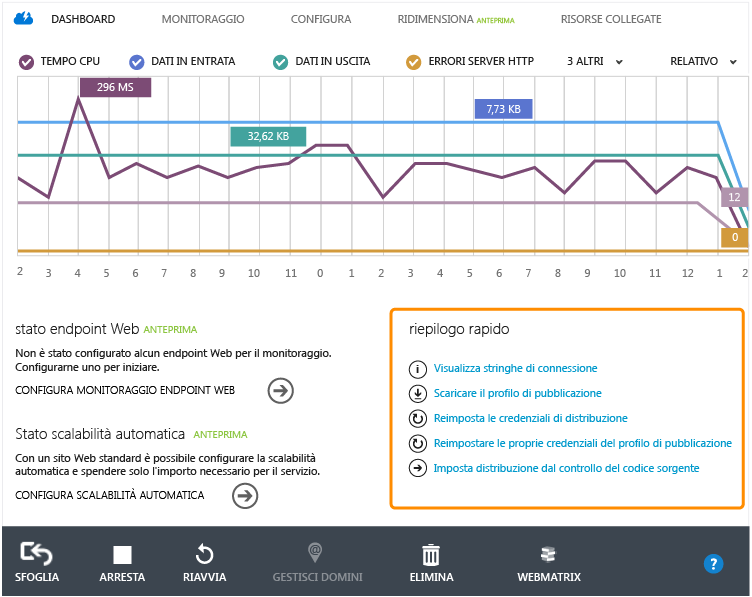 DASHBOARD MONITORAGGIO CONFIGURA RIDIMENSIONA ANTEPRIMA RISORSE COLLEGATE
TEMPO CPU DATI IN ENTRATA DATI IN USCITA ERRORI SERVER HTTP 3 ALTRI RELATIVO
296 MS
7,73 KB
32,62 KB
12
0
2 3 4 5 6 7 8 9 10 11 0 1 2 3 4 5 6 7 8 9 10 11 12 1 2
stato endpoint Web ANTEPRIMA
Non è stato configurato alcun endpoint Web per il monitoraggio.
Configurarne uno per iniziare.
CONFIGURA MONITORAGGIO ENDPOINT WEB
Stato scalabilità automatica ANTEPRIMA
Con un sito Web standard è possibile configurare la scalabilità
automatica e spendere solo l'importo necessario per il servizio.
CONFIGURA SCALABILITÀ AUTOMATICA
riepilogo rapido
Visualizza stringhe di connessione
Scaricare il profilo di pubblicazione
Reimposta le credenziali di distribuzione
Reimpostare le proprie credenziali del profilo di pubblicazione
Imposta distribuzione dal controllo del codice sorgente
SFOGLIA ARRESTA RIAVVIA GESTISCI DOMINI ELIMINA WEBMATRIX ?